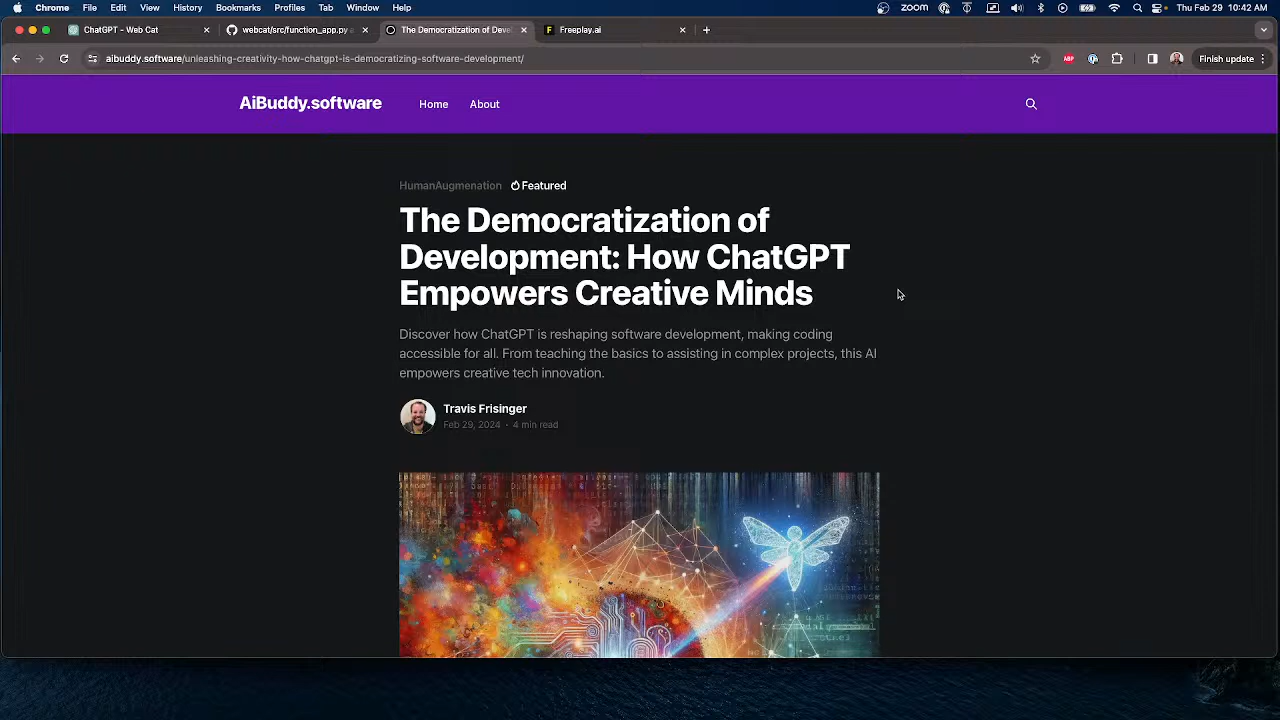 Chrome File Edit View History Bookmarks Profiles Tab Window Help zoom Thu Feb 29 10:42 AM
ChatGPT - Web Cat webcat/src/function_app.py a The Democratization of Deve Freeplay.ai
aibuddy.software/unleashing-creativity-how-chatgpt-is-democratizing-software-development/ ABP Finish update
AiBuddy.software Home About
HumanAugmenation Featured
The Democratization of
Development: How ChatGPT
Empowers Creative Minds
Discover how ChatGPT is reshaping software development, making coding
accessible for all. From teaching the basics to assisting in complex projects, this AI
empowers creative tech innovation.
Travis Frisinger
Feb 29, 2024 • 4 min read